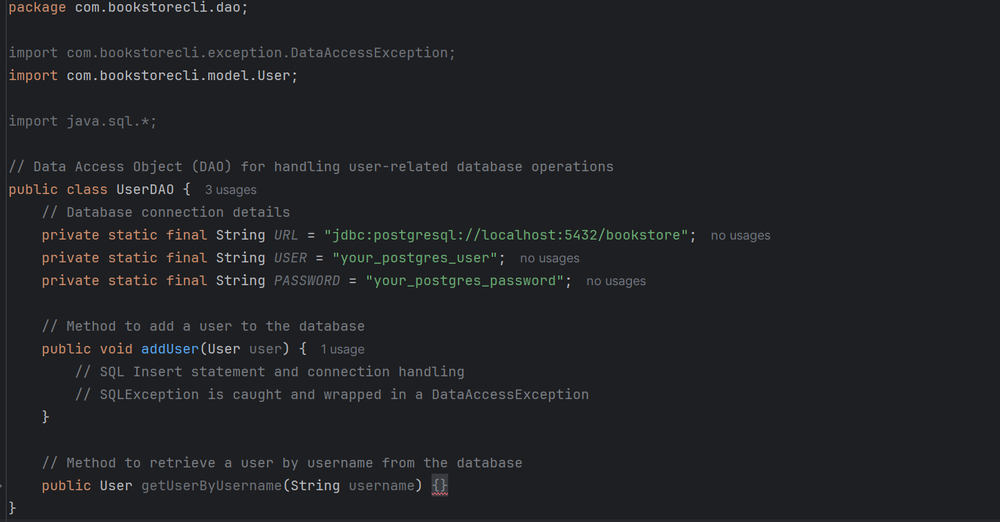 package com.bookstorecli.dao;
import com.bookstorecli.exception.DataAccessException;
import com.bookstorecli.model.User;
import java.sql.*;
// Data Access Object (DAO) for handling user-related database operations
public class UserDAO { 3 usages
// Database connection details
private static final String URL = "jdbc:postgresql://localhost:5432/bookstore"; no usages
private static final String USER = "your_postgres_user"; no usages
private static final String PASSWORD = "your_postgres_password"; no usages
// Method to add a user to the database
public void addUser(User user) { 1 usage
// SQL Insert statement and connection handling
// SQLException is caught and wrapped in a DataAccessException
}
// Method to retrieve a user by username from the database
public User getUserByUsername(String username) {}
}